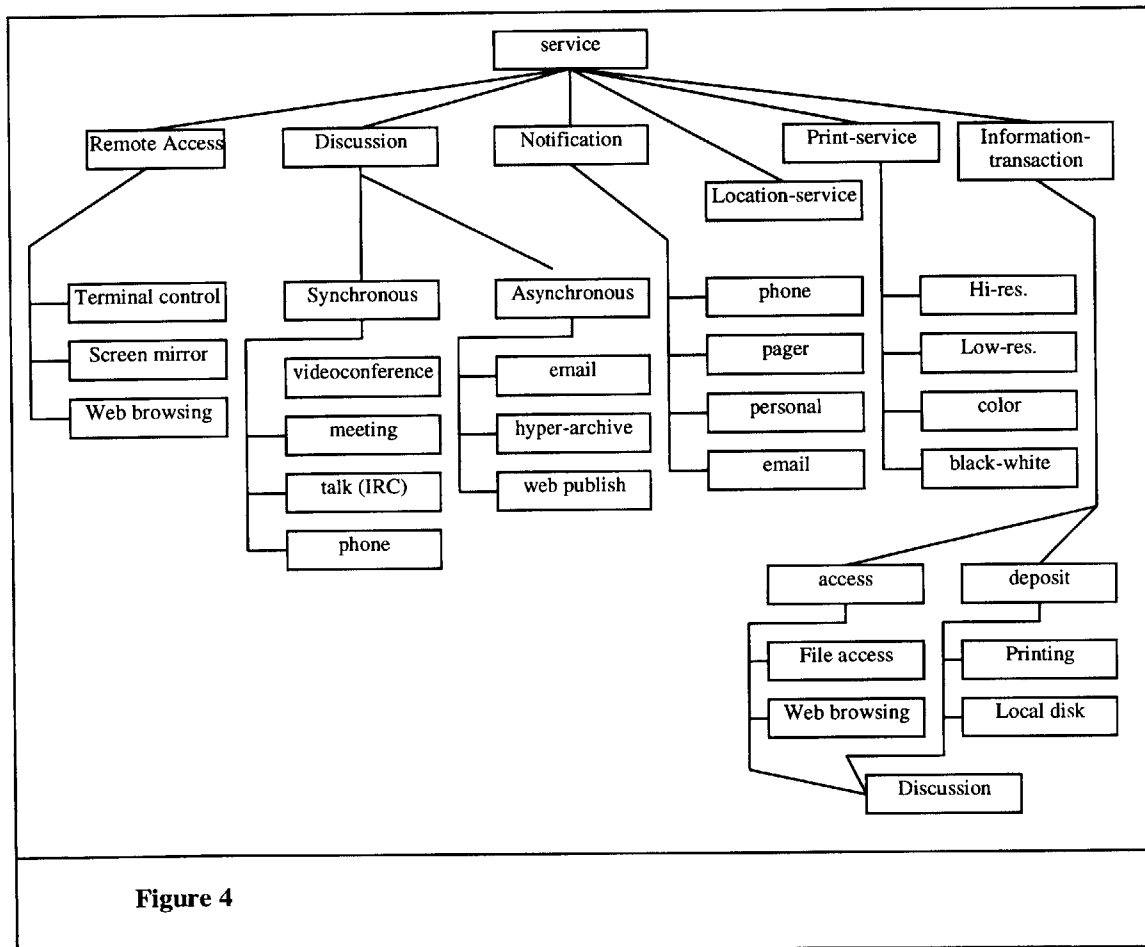 service
Remote Access
Discussion
Notification
Print-service
Information-
transaction
Location-service
Terminal control
Screen mirror
Web browsing
Synchronous
videoconference
meeting
talk (IRC)
phone
Asynchronous
email
hyper-archive
web publish
phone
pager
personal
email
Hi-res.
Low-res.
color
black-white
access
File access
Web browsing
deposit
Printing
Local disk
Discussion
Figure 4